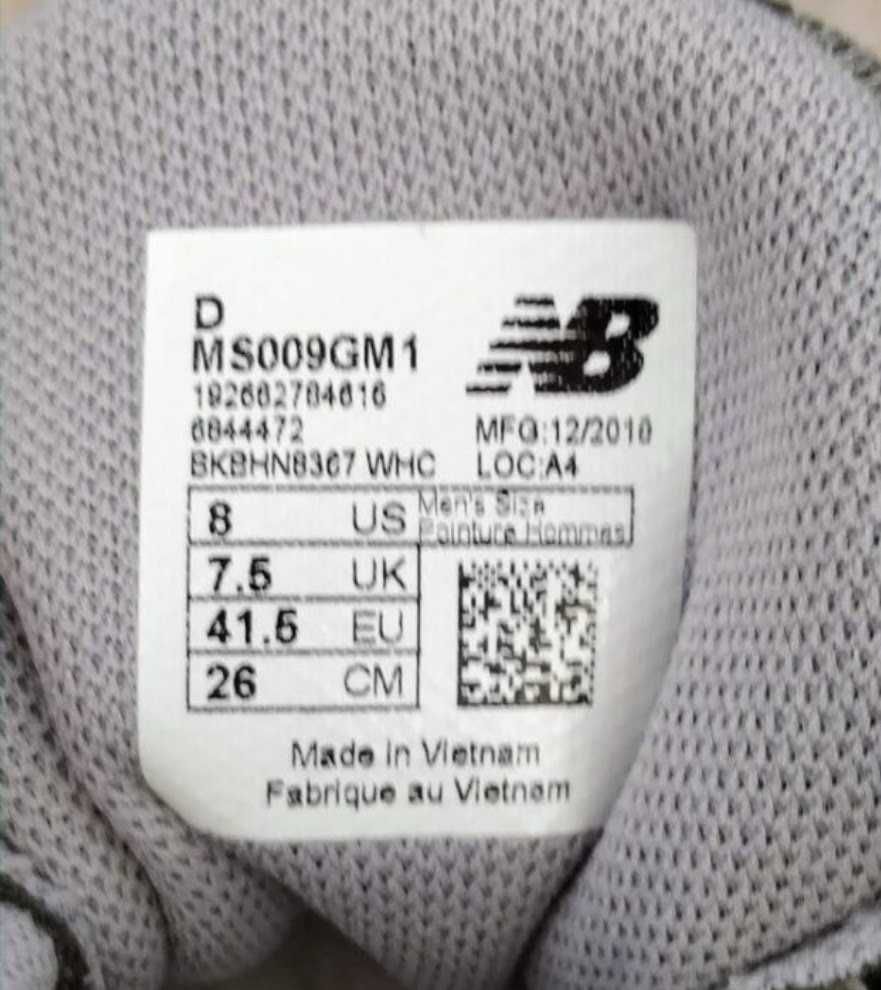 D
MS009GM1
NB
192662784616
6844472
MFG:12/2018
BKBHN8367 WHC
LOC:A4
8 US Men's Size
Pointure Hommes
7.5 UK
41.5 EU
26 CM
Made in Vietnam
Fabrique au Vietnam